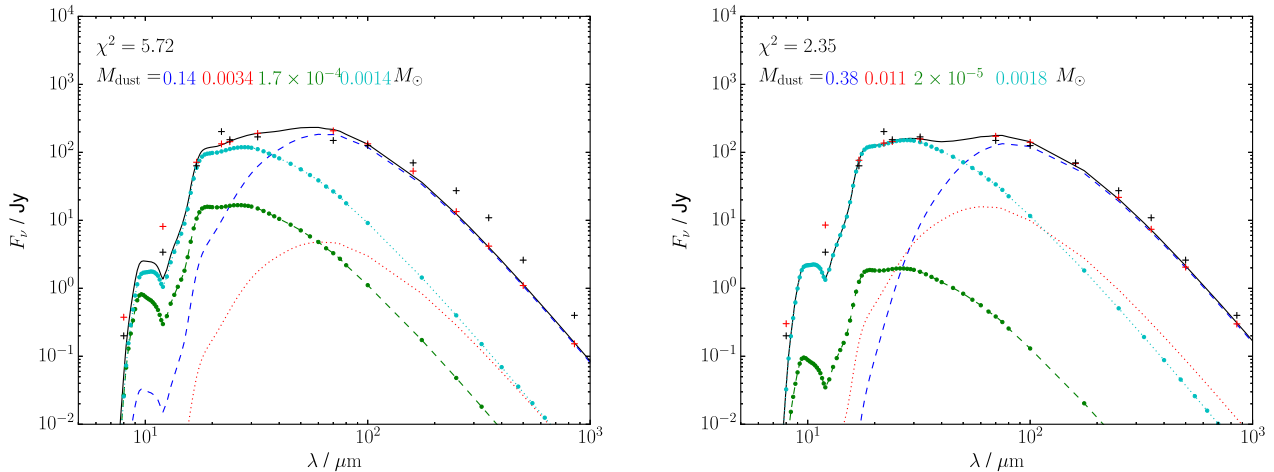 10⁴
10³
10²
10¹
10⁰
10⁻¹
10⁻²
F_ν / Jy
χ² = 5.72
M_dust = 0.14 0.0034 1.7 × 10⁻⁴ 0.0014 M_⊙
10¹ 10² 10³
λ / μm
10⁴
10³
10²
10¹
10⁰
10⁻¹
10⁻²
F_ν / Jy
χ² = 2.35
M_dust = 0.38 0.011 2 × 10⁻⁵ 0.0018 M_⊙
10¹ 10² 10³
λ / μm